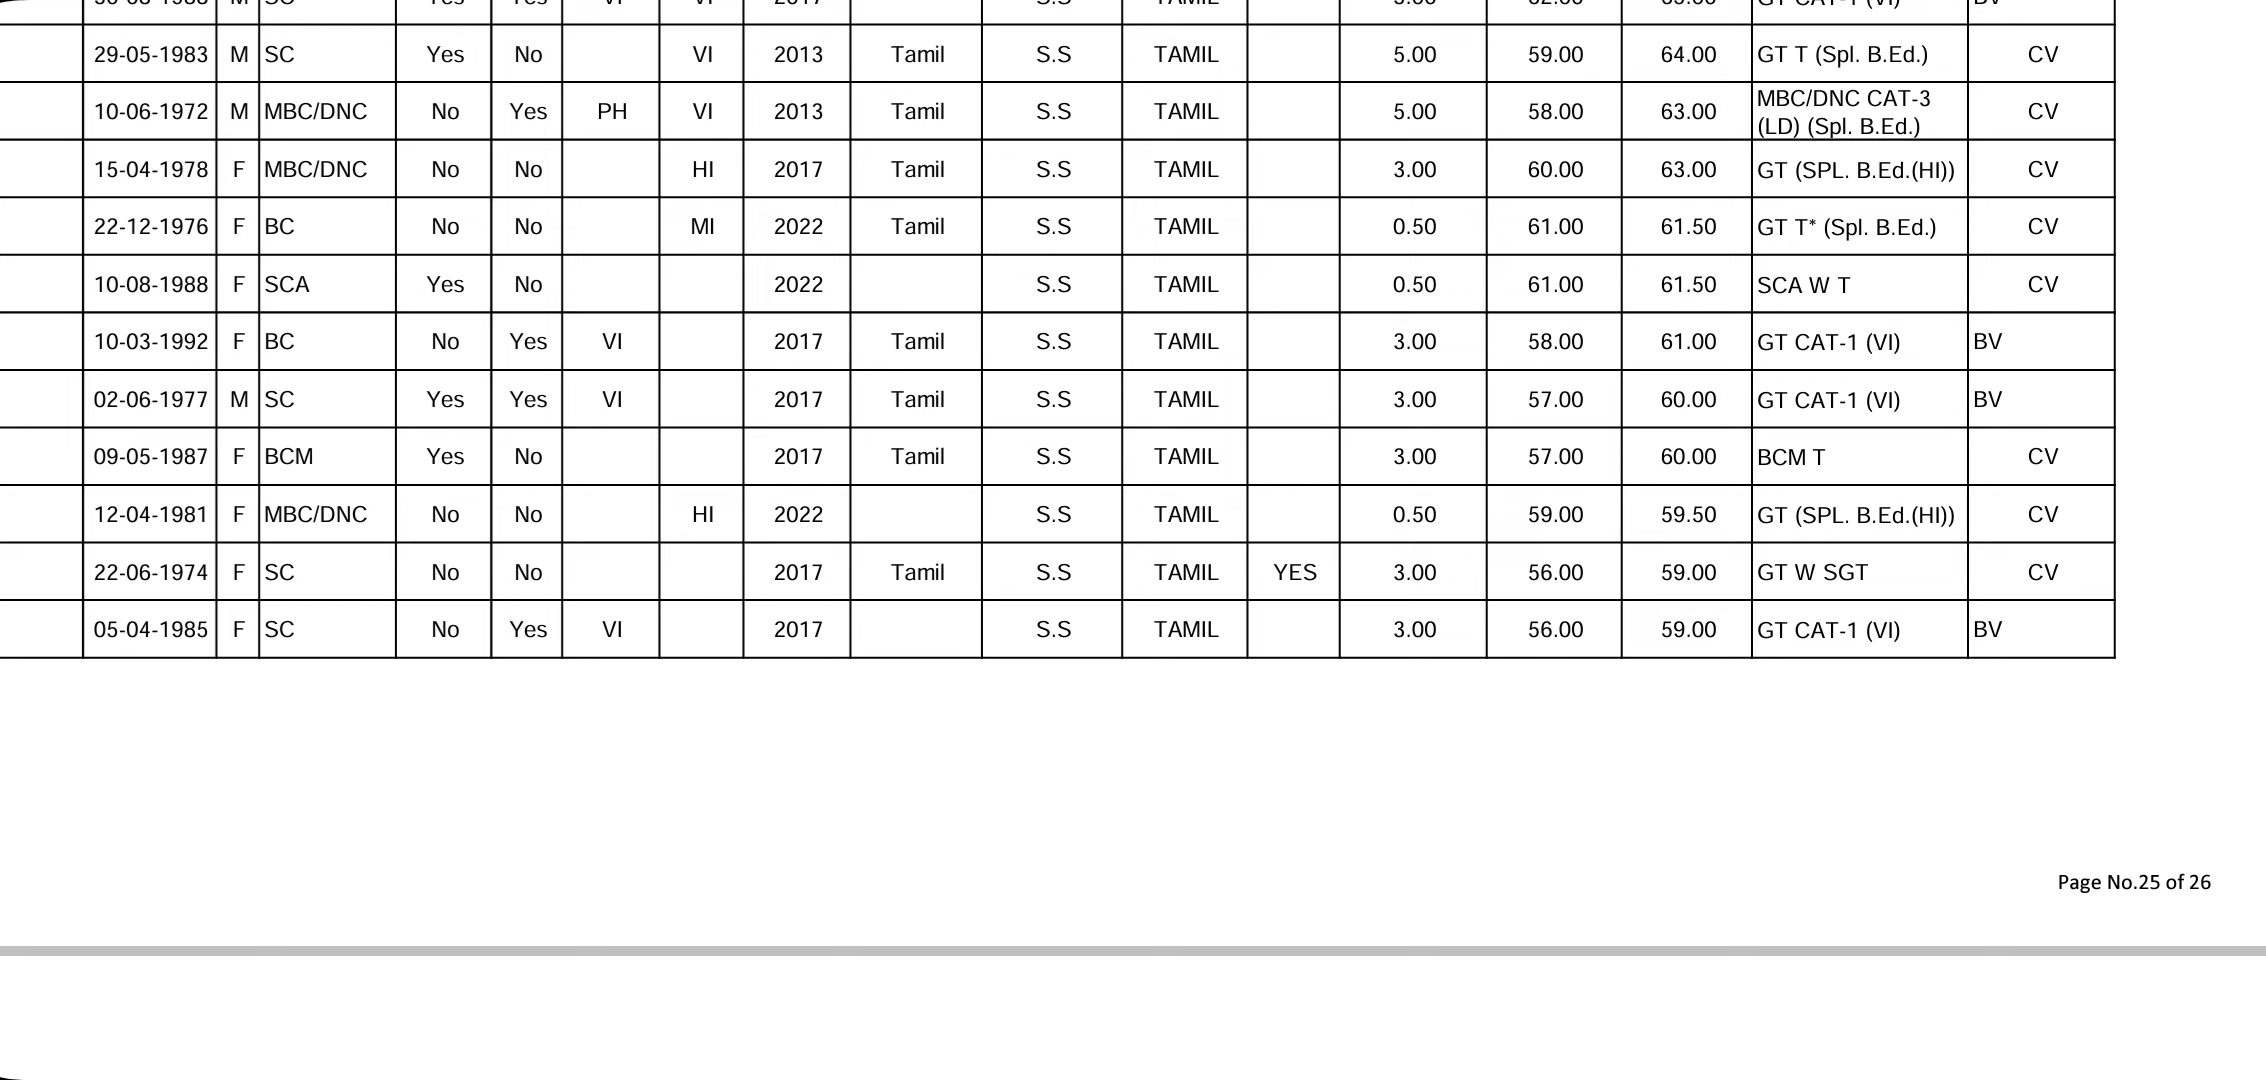 29-05-1983 M SC Yes No VI 2013 Tamil S.S TAMIL 5.00 59.00 64.00 GT T (Spl. B.Ed.) CV
10-06-1972 M MBC/DNC No Yes PH VI 2013 Tamil S.S TAMIL 5.00 58.00 63.00 MBC/DNC CAT-3 (LD) (Spl. B.Ed.) CV
15-04-1978 F MBC/DNC No No HI 2017 Tamil S.S TAMIL 3.00 60.00 63.00 GT (SPL. B.Ed.(HI)) CV
22-12-1976 F BC No No MI 2022 Tamil S.S TAMIL 0.50 61.00 61.50 GT T* (Spl. B.Ed.) CV
10-08-1988 F SCA Yes No 2022 S.S TAMIL 0.50 61.00 61.50 SCA W T CV
10-03-1992 F BC No Yes VI 2017 Tamil S.S TAMIL 3.00 58.00 61.00 GT CAT-1 (VI) BV
02-06-1977 M SC Yes Yes VI 2017 Tamil S.S TAMIL 3.00 57.00 60.00 GT CAT-1 (VI) BV
09-05-1987 F BCM Yes No 2017 Tamil S.S TAMIL 3.00 57.00 60.00 BCM T CV
12-04-1981 F MBC/DNC No No HI 2022 S.S TAMIL 0.50 59.00 59.50 GT (SPL. B.Ed.(HI)) CV
22-06-1974 F SC No No 2017 Tamil S.S TAMIL YES 3.00 56.00 59.00 GT W SGT CV
05-04-1985 F SC No Yes VI 2017 S.S TAMIL 3.00 56.00 59.00 GT CAT-1 (VI) BV
Page No.25 of 26